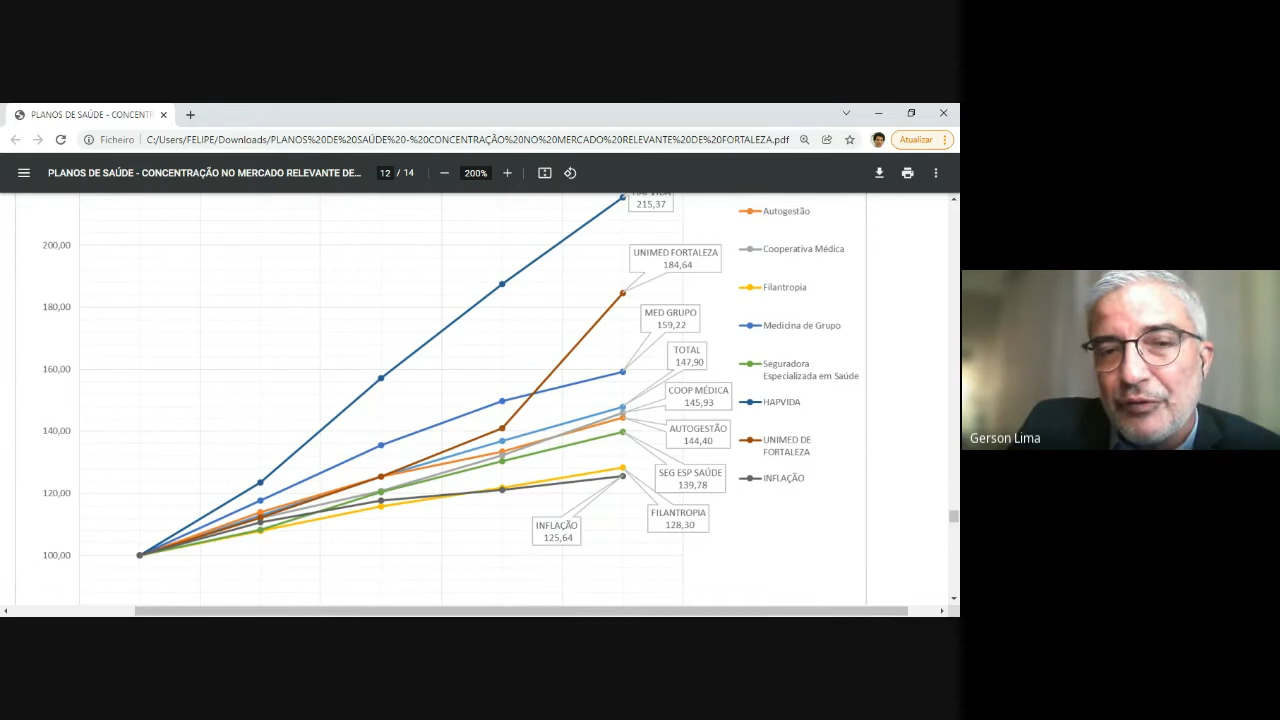 PLANOS DE SAÚDE - CONCENTR
Ficheiro
C:/Users/FELIPE/Downloads/PLANOS%20DE%20SAÚDE%20-%20CONCENTRAÇÃO%20NO%20MERCADO%20RELEVANTE%20DE%20FORTALEZA.pdf
Atualizar
PLANOS DE SAÚDE - CONCENTRAÇÃO NO MERCADO RELEVANTE DE...
12 / 14
200%
HAPVIDA
215,37
Autogestão
200,00
UNIMED FORTALEZA
184,64
Cooperativa Médica
Filantropia
180,00
MED GRUPO
159,22
Medicina de Grupo
160,00
TOTAL
147,90
Seguradora
Especializada em Saúde
COOP MÉDICA
145,93
HAPVIDA
140,00
AUTOGESTÃO
144,40
UNIMED DE
FORTALEZA
Gerson Lima
SEG ESP SAÚDE
139,78
INFLAÇÃO
120,00
FILANTROPIA
128,30
INFLAÇÃO
125,64
100,00